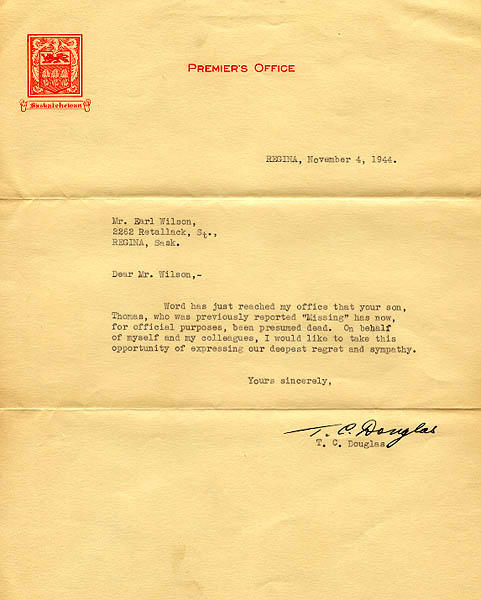 PREMIER'S OFFICE
Saskatchewan
REGINA, November 4, 1944.
Mr. Earl Wilson,
2262 Retallack, St.,
REGINA, Sask.
Dear Mr. Wilson,-
Word has just reached my office that your son,
Thomas, who was previously reported "Missing" has now,
for official purposes, been presumed dead. On behalf
of myself and my colleagues, I would like to take this
opportunity of expressing our deepest regret and sympathy.
Yours sincerely,
T. C. Douglas
T. C. Douglas